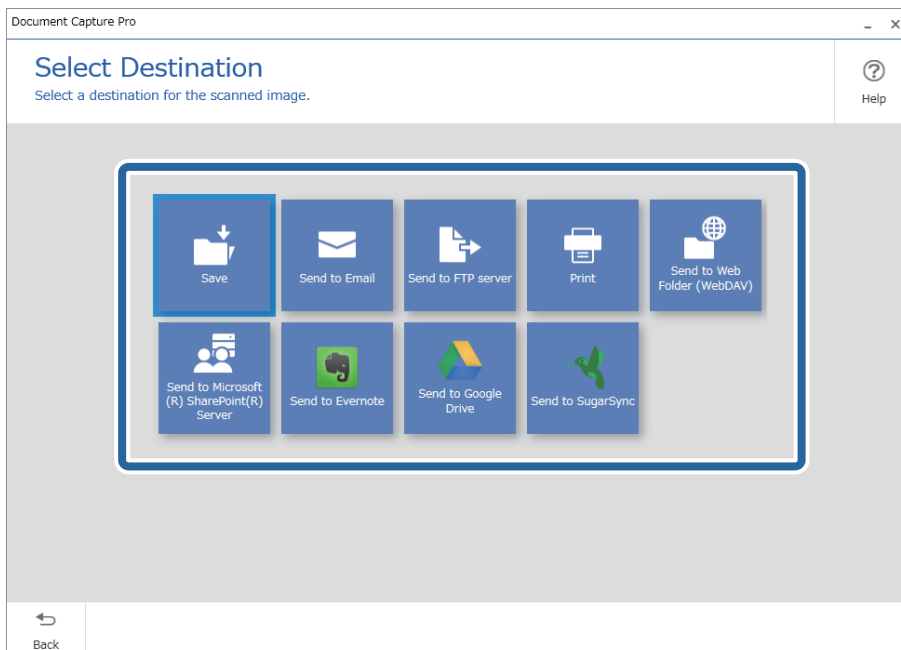 Document Capture Pro
Select Destination
Select a destination for the scanned image.
Help
Save
Send to Email
Send to FTP server
Print
Send to Web
Folder (WebDAV)
Send to Microsoft
(R) SharePoint(R)
Server
Send to Evernote
Send to Google
Drive
Send to SugarSync
Back